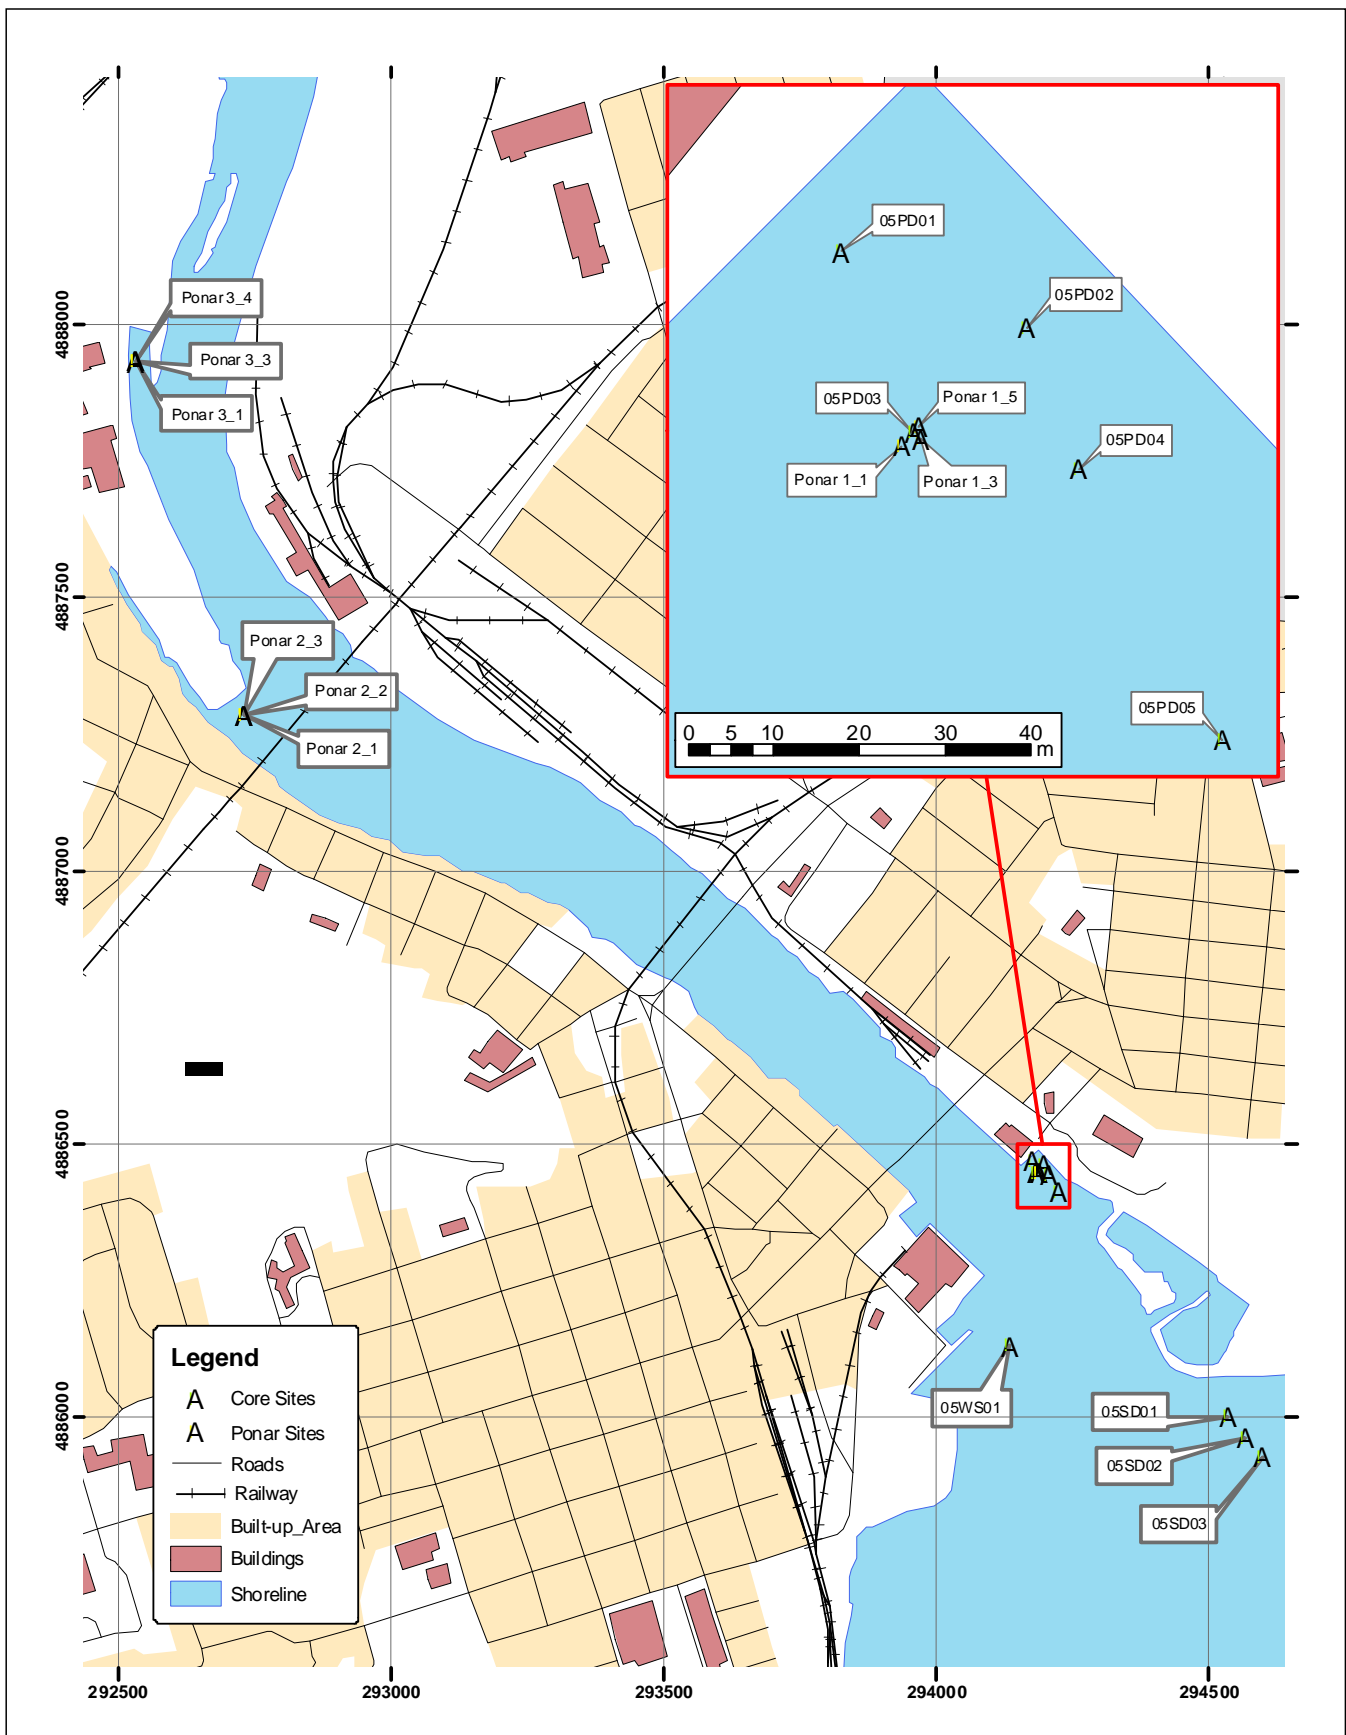 05PD01
05PD02
Ponar 3_4
4888000
Ponar 3_3
05PD03
Ponar 1_5
Ponar 3_1
05PD04
Ponar 1_1
Ponar 1_3
4887500
Ponar 2_3
Ponar 2_2
05PD05
Ponar 2_1
0 5 10 20 30 40
m
4887000
4886500
4886000
05WS01
05SD01
05SD02
05SD03
Legend
A Core Sites
A Ponar Sites
Roads
Railway
Built-up_Area
Buildings
Shoreline
292500 293000 293500 294000 294500